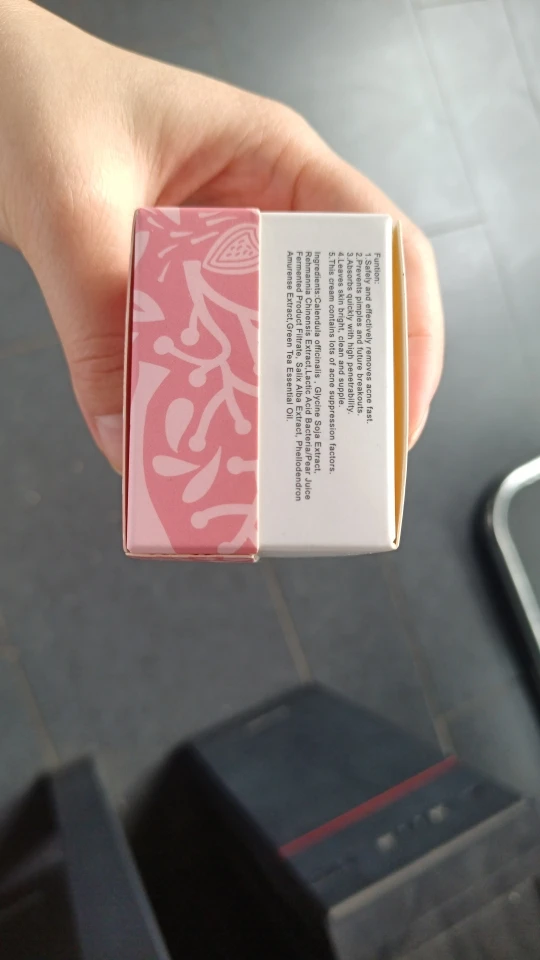 Funtion:
1.Safely and effectively removes acne fast.
2.Prevents pimples and future breakouts.
3.Absorbs quickly with high penetrability.
4.Leaves skin bright, clean and supple.
5.This cream contains lots of acne suppression factors.
Ingredients:Calendula officinalis , Glycine Soja Extract,
Rehmannia Chinensis Extract,Lactic Acid Bacteria/Pear Juice
Fermented Product Filtrate, Salix Alba Extract, Phellodendron
Amurense Extract,Green Tea Essential Oil.